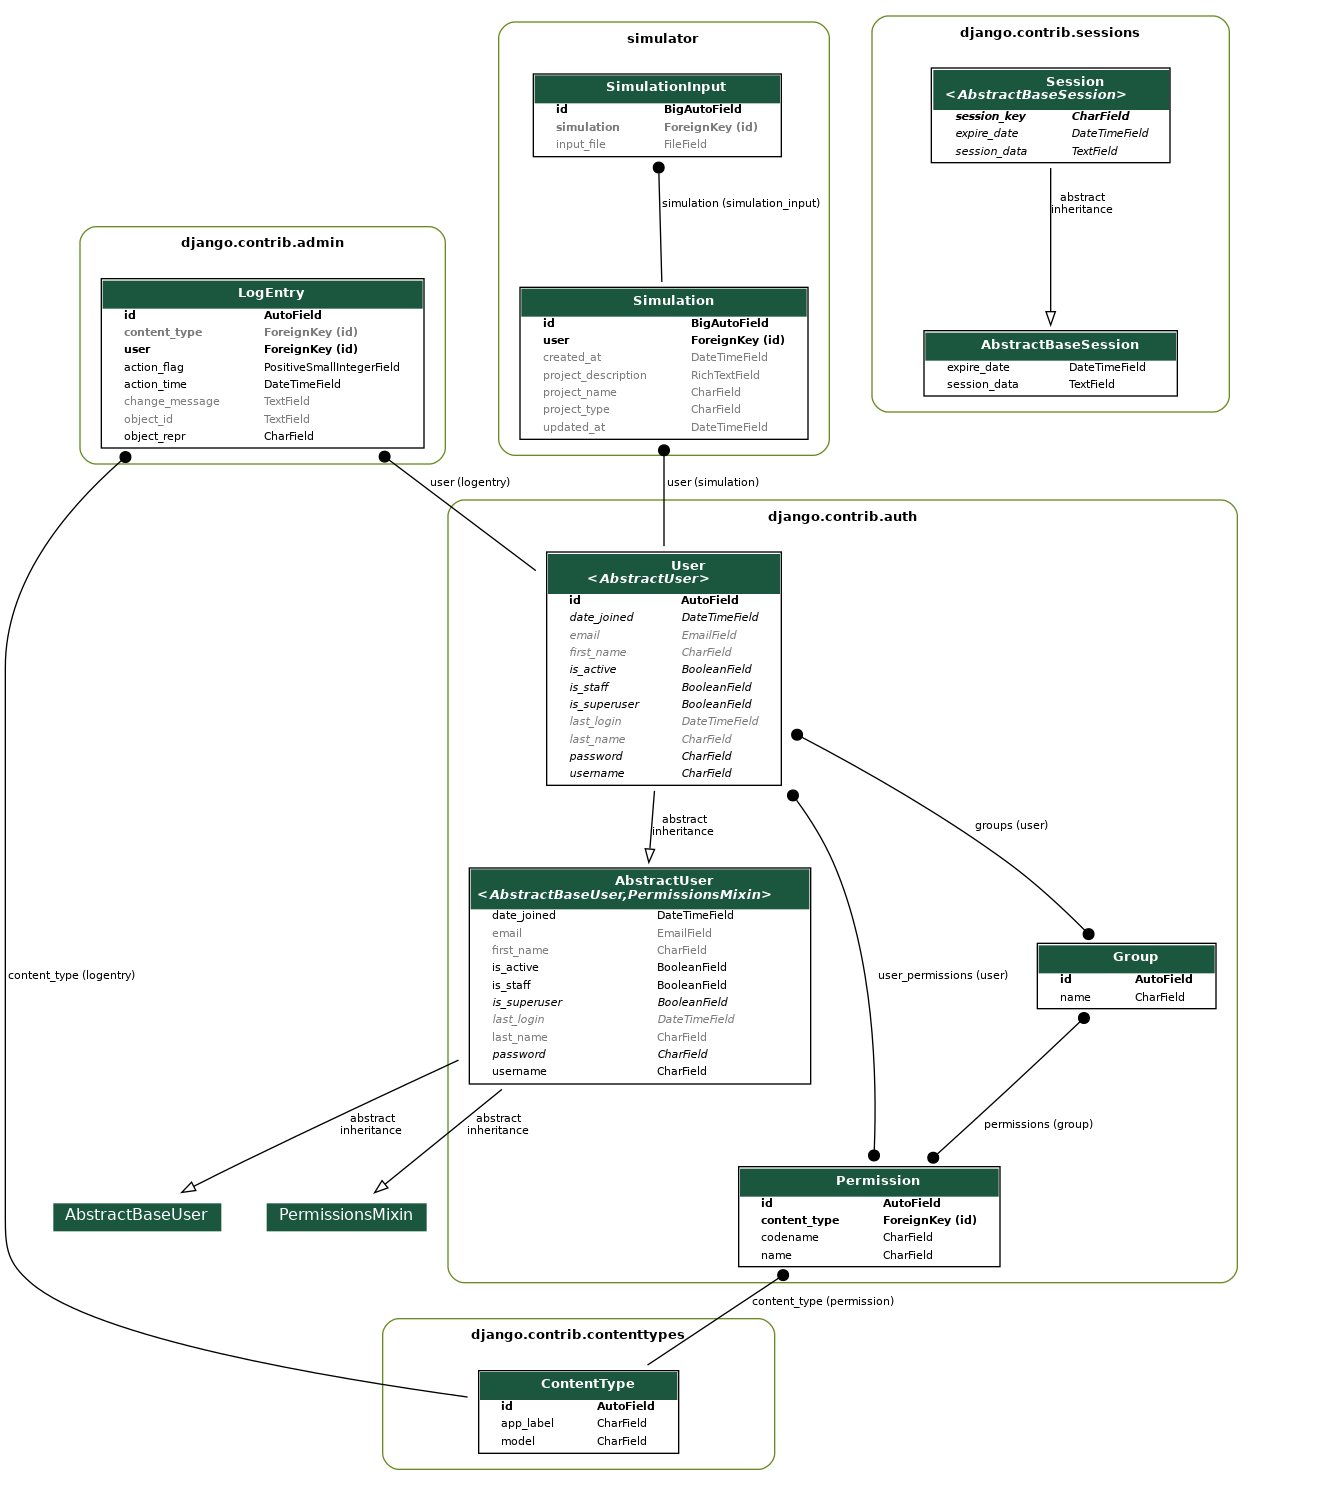 simulator
SimulationInput
id BigAutoField
simulation ForeignKey (id)
input_file FileField
simulation (simulation_input)
Simulation
id BigAutoField
user ForeignKey (id)
created_at DateTimeField
project_description RichTextField
project_name CharField
project_type CharField
updated_at DateTimeField
django.contrib.sessions
Session
<AbstractBaseSession>
session_key CharField
expire_date DateTimeField
session_data TextField
abstract
inheritance
AbstractBaseSession
expire_date DateTimeField
session_data TextField
django.contrib.admin
LogEntry
id AutoField
content_type ForeignKey (id)
user ForeignKey (id)
action_flag PositiveSmallIntegerField
action_time DateTimeField
change_message TextField
object_id TextField
object_repr CharField
user (logentry)
user (simulation)
django.contrib.auth
User
<AbstractUser>
id AutoField
date_joined DateTimeField
email EmailField
first_name CharField
is_active BooleanField
is_staff BooleanField
is_superuser BooleanField
last_login DateTimeField
last_name CharField
password CharField
username CharField
abstract
inheritance
groups (user)
AbstractUser
<AbstractBaseUser,PermissionsMixin>
date_joined DateTimeField
email EmailField
first_name CharField
is_active BooleanField
is_staff BooleanField
is_superuser BooleanField
last_login DateTimeField
last_name CharField
password CharField
username CharField
user_permissions (user)
Group
id AutoField
name CharField
content_type (logentry)
abstract
inheritance
abstract
inheritance
permissions (group)
AbstractBaseUser
PermissionsMixin
Permission
id AutoField
content_type ForeignKey (id)
codename CharField
name CharField
content_type (permission)
django.contrib.contenttypes
ContentType
id AutoField
app_label CharField
model CharField